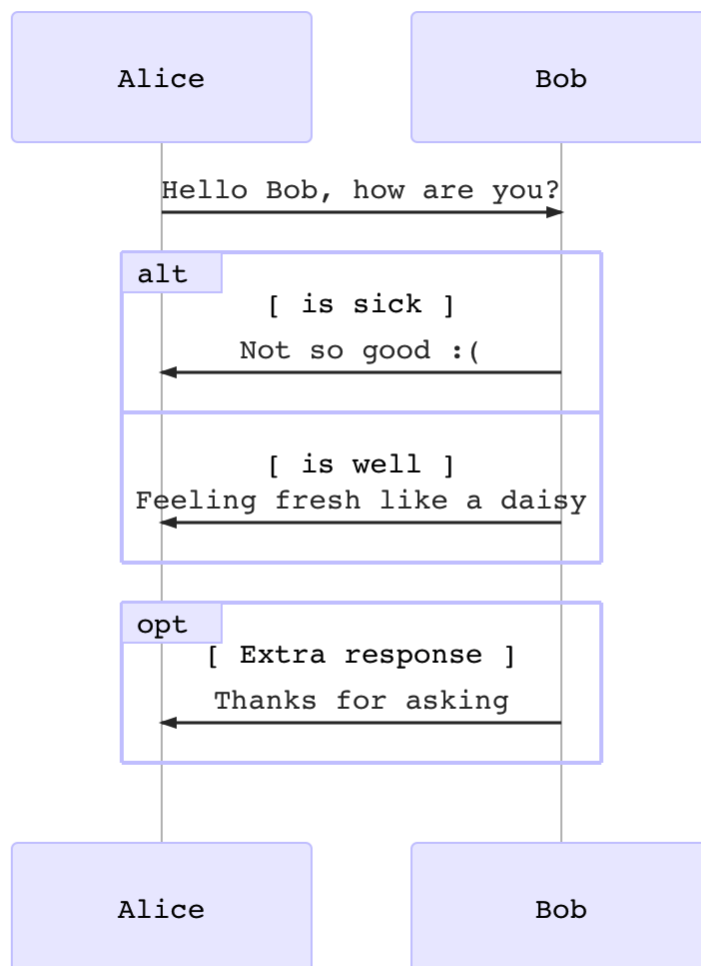 Alice
Bob
Hello Bob, how are you?
alt
[ is sick ]
Not so good :(
[ is well ]
Feeling fresh like a daisy
opt
[ Extra response ]
Thanks for asking
Alice
Bob